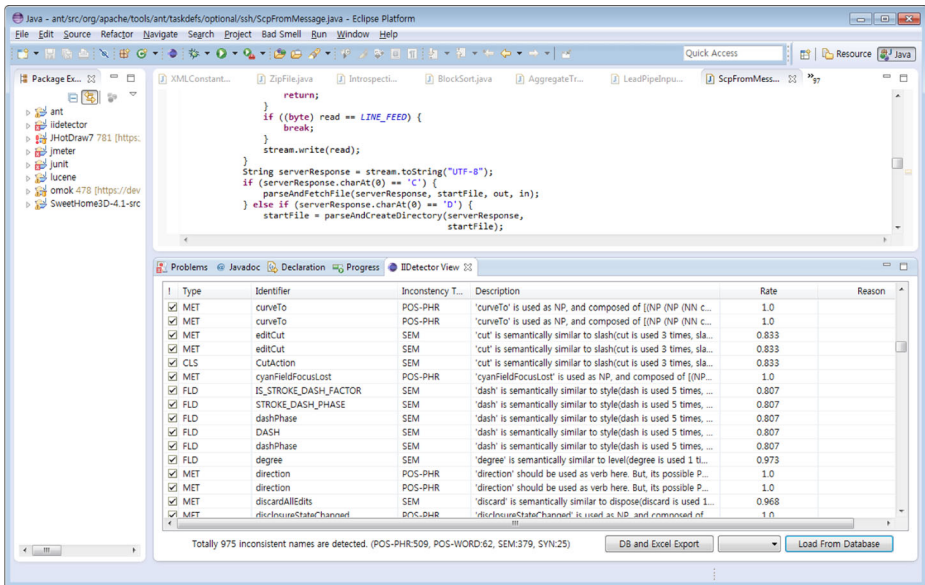 Java - ant/src/org/apache/tools/ant/taskdefs/optional/ssh/ScpFromMessage.java - Eclipse Platform
File Edit Source Refactor Navigate Search Project Bad Smell Run Window Help
Quick Access Resource Java
Package Ex...
ant
iidetector
JHotDraw7 781 [https:
jmeter
junit
lucene
omok 478 [https://dev
SweetHome3D-4.1-src
XMLConstant... ZipFile.java Introspecti... BlockSort.java AggregateTr... LeadPipeInpu... ScpFromMess... »97
return;
}
if ((byte) read == LINE_FEED) {
break;
}
stream.write(read);
}
String serverResponse = stream.toString("UTF-8");
if (serverResponse.charAt(0) == 'C') {
parseAndFetchFile(serverResponse, startFile, out, in);
} else if (serverResponse.charAt(0) == 'D') {
startFile = parseAndCreateDirectory(serverResponse,
startFile);
Problems @ Javadoc Declaration Progress IIDetector View
! Type Identifier Inconstency T... Description Rate Reason
MET curveTo POS-PHR 'curveTo' is used as NP, and composed of [(NP (NP (NN c... 1.0
MET curveTo POS-PHR 'curveTo' is used as NP, and composed of [(NP (NP (NN c... 1.0
MET editCut SEM 'cut' is semantically similar to slash(cut is used 3 times, sla... 0.833
MET editCut SEM 'cut' is semantically similar to slash(cut is used 3 times, sla... 0.833
CLS CutAction SEM 'cut' is semantically similar to slash(cut is used 3 times, sla... 0.833
MET cyanFieldFocusLost POS-PHR 'cyanFieldFocusLost' is used as NP, and composed of [(NP... 1.0
FLD IS_STROKE_DASH_FACTOR SEM 'dash' is semantically similar to style(dash is used 5 times, ... 0.807
FLD STROKE_DASH_PHASE SEM 'dash' is semantically similar to style(dash is used 5 times, ... 0.807
FLD dashPhase SEM 'dash' is semantically similar to style(dash is used 5 times, ... 0.807
FLD DASH SEM 'dash' is semantically similar to style(dash is used 5 times, ... 0.807
FLD dashPhase SEM 'dash' is semantically similar to style(dash is used 5 times, ... 0.807
FLD degree SEM 'degree' is semantically similar to level(degree is used 1 ti... 0.973
MET direction POS-PHR 'direction' should be used as verb here. But, its possible P... 1.0
MET direction POS-PHR 'direction' should be used as verb here. But, its possible P... 1.0
MET discardAllEdits SEM 'discard' is semantically similar to dispose(discard is used 1... 0.968
MET disclosureStateChanged POS-PHR 'disclosureStateChanged' is used as NP, and composed of 1.0
Totally 975 inconsistent names are detected. (POS-PHR:509, POS-WORD:62, SEM:379, SYN:25) DB and Excel Export Load From Database